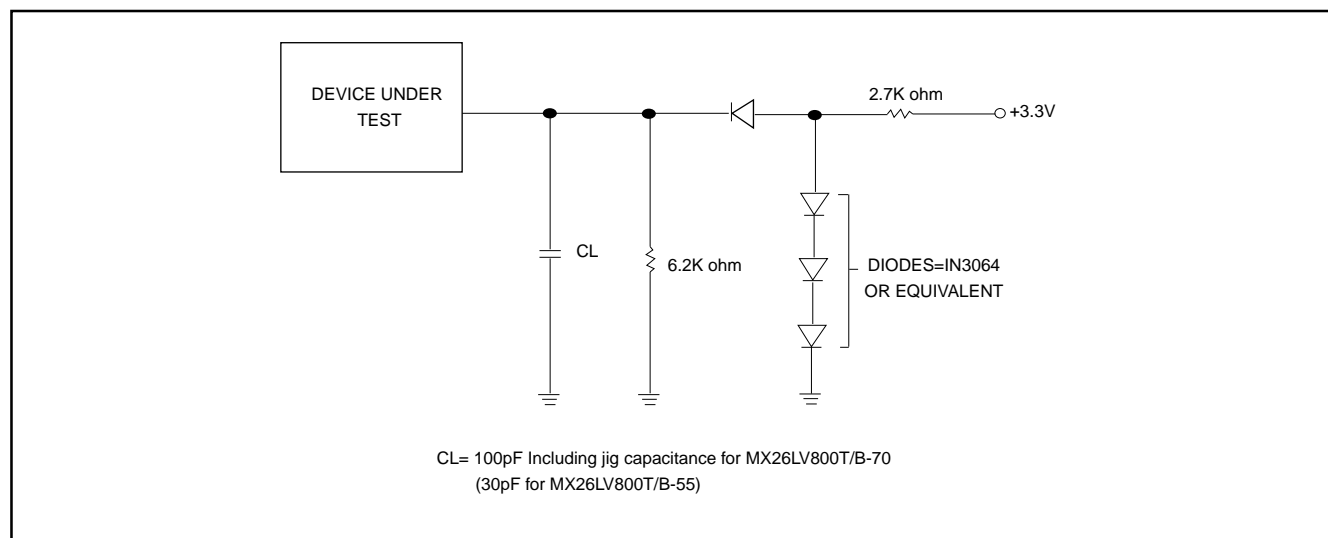 DEVICE UNDER
TEST
2.7K ohm
+3.3V
CL
6.2K ohm
DIODES=IN3064
OR EQUIVALENT
CL= 100pF Including jig capacitance for MX26LV800T/B-70
(30pF for MX26LV800T/B-55)